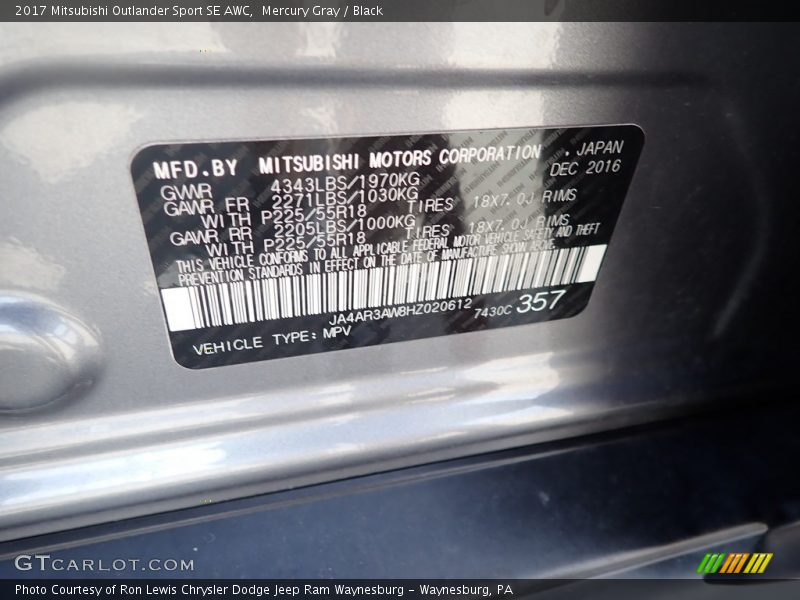 2017 Mitsubishi Outlander Sport SE AWC, Mercury Gray / Black
MFD.BY MITSUBISHI MOTORS CORPORATION . JAPAN
GVWR 4343LBS/1970KG DEC 2016
GAWR FR 2271LBS/1030KG
WITH P225/55R18 TIRES 18X7.0J RIMS
GAWR RR 2205LBS/1000KG
WITH P225/55R18 TIRES 18X7.0J RIMS
THIS VEHICLE CONFORMS TO ALL APPLICABLE FEDERAL MOTOR VEHICLE SAFETY AND THEFT
PREVENTION STANDARDS IN EFFECT ON THE DATE OF MANUFACTURE SHOWN ABOVE.
JA4AR3AW8HZ020612 7430C 357
VEHICLE TYPE: MPV
GTCARLOT.COM
Photo Courtesy of Ron Lewis Chrysler Dodge Jeep Ram Waynesburg - Waynesburg, PA